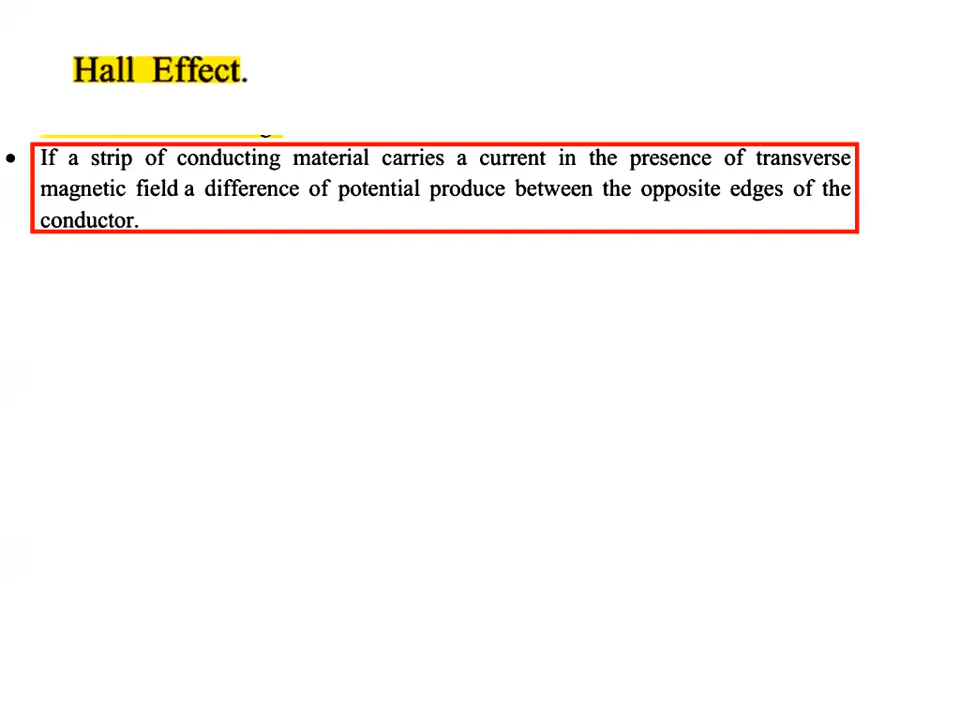 Hall Effect.
• If a strip of conducting material carries a current in the presence of transverse
magnetic field a difference of potential produce between the opposite edges of the
conductor.